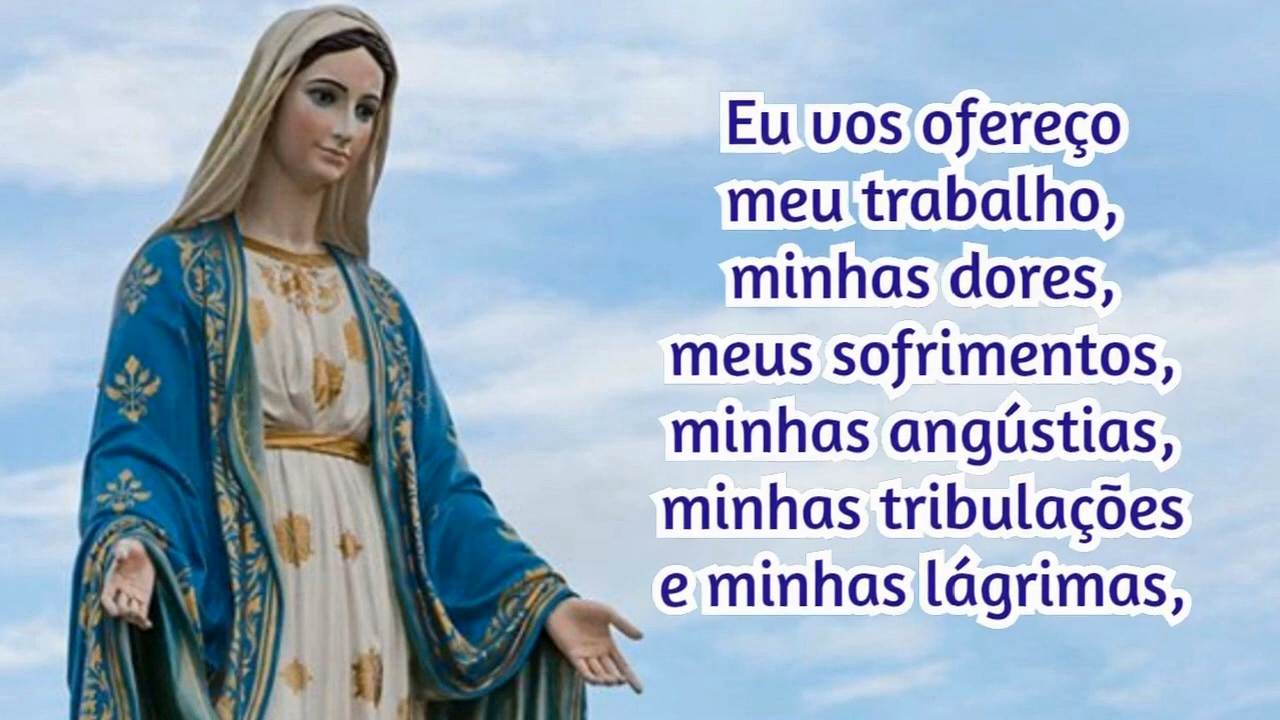 Eu vos ofereço
meu trabalho,
minhas dores,
meus sofrimentos,
minhas angústias,
minhas tribulações
e minhas lágrimas,